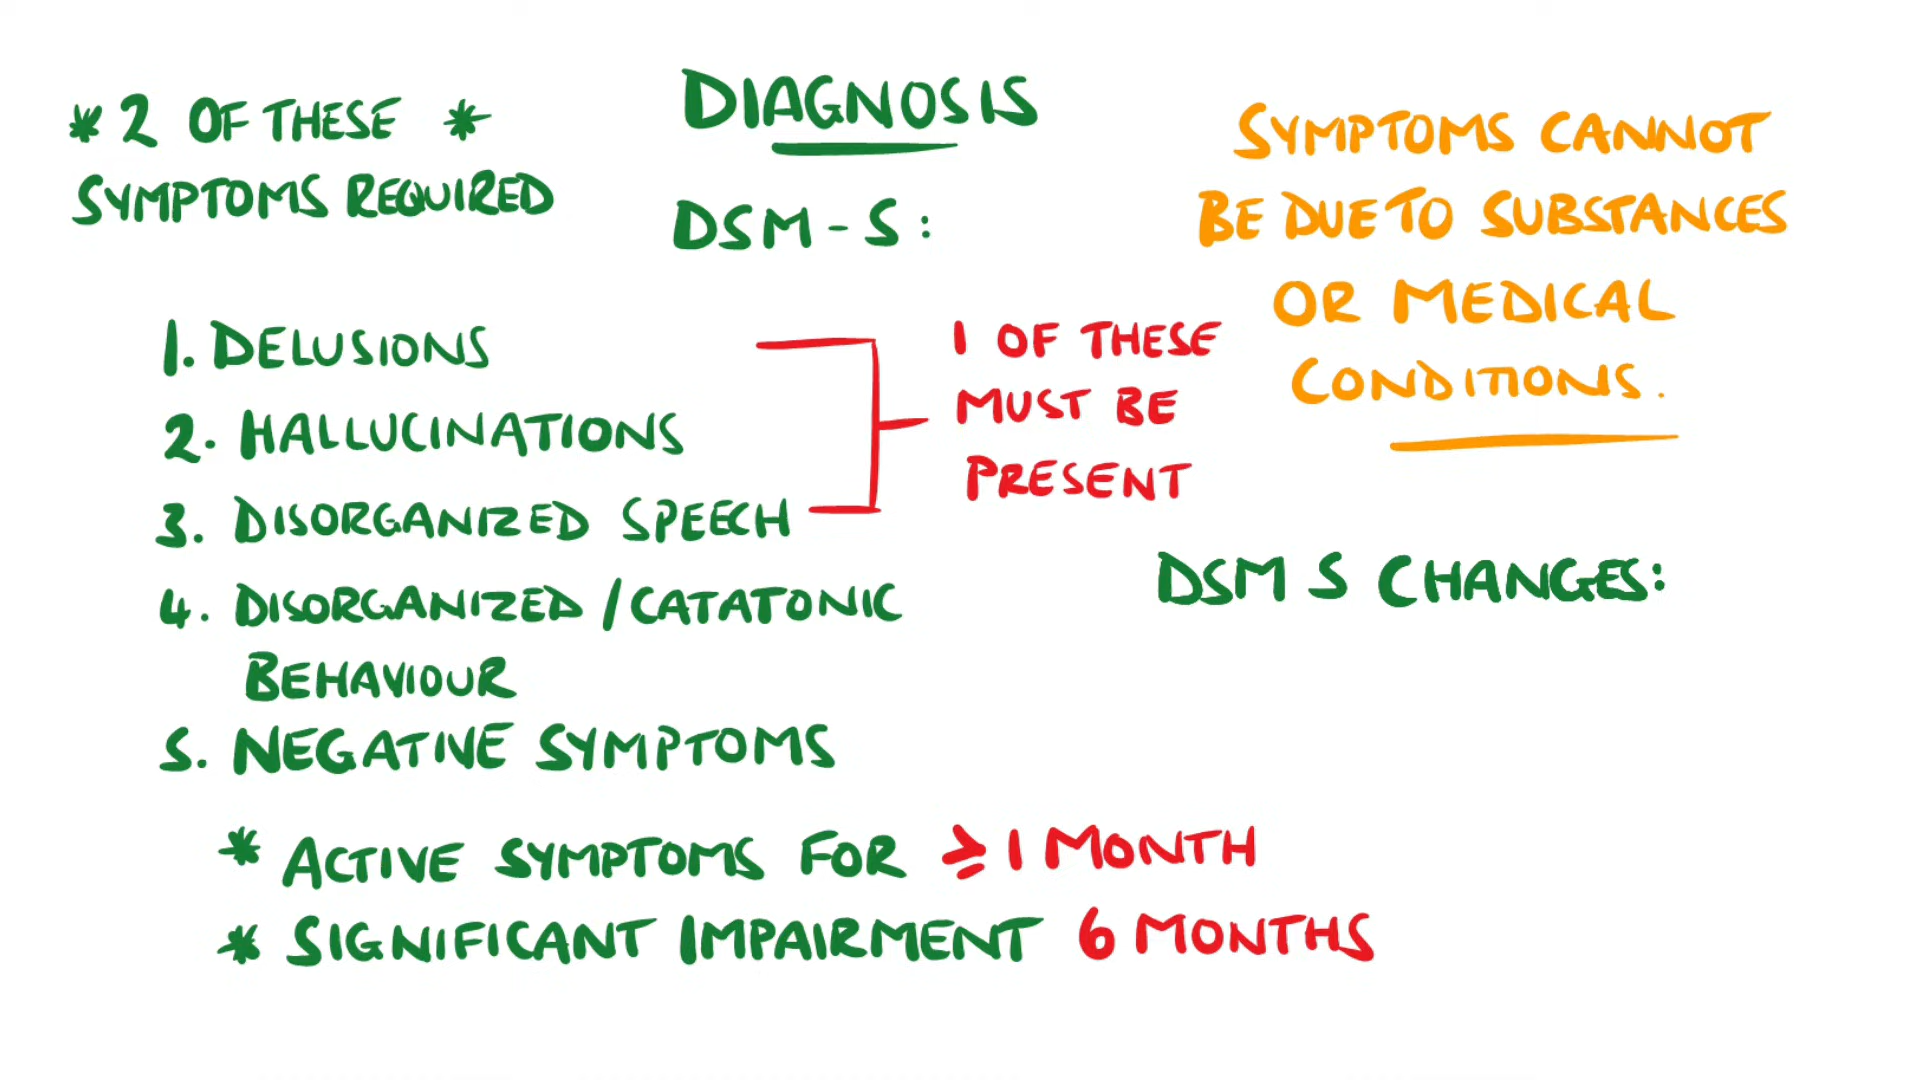 DIAGNOSIS
* 2 OF THESE *
SYMPTOMS REQUIRED
DSM-5:
1. DELUSIONS
2. HALLUCINATIONS
3. DISORGANIZED SPEECH
4. DISORGANIZED / CATATONIC
BEHAVIOUR
5. NEGATIVE SYMPTOMS
1 OF THESE
MUST BE
PRESENT
* ACTIVE SYMPTOMS FOR ≥ 1 MONTH
* SIGNIFICANT IMPAIRMENT 6 MONTHS
SYMPTOMS CANNOT
BE DUE TO SUBSTANCES
OR MEDICAL
CONDITIONS.
DSM 5 CHANGES: